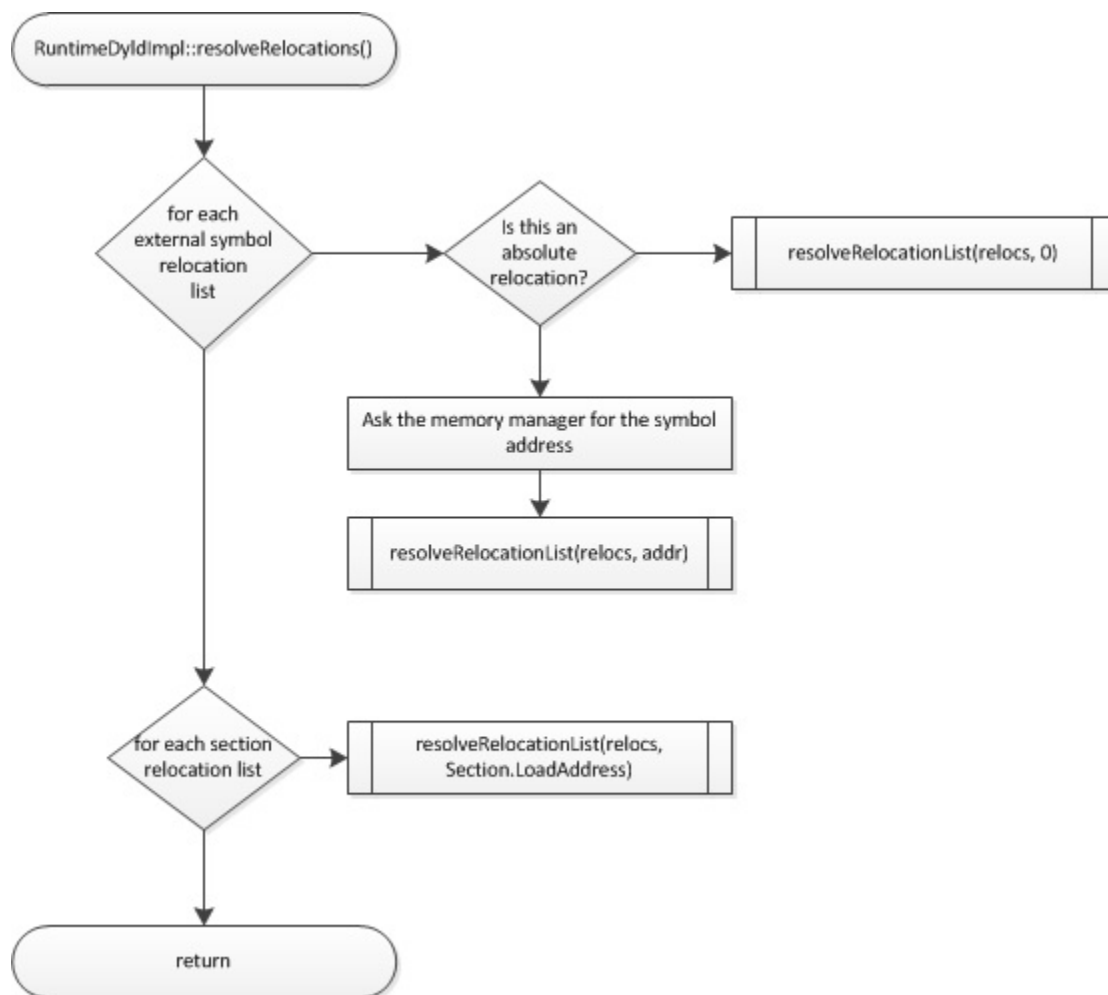 RuntimeDyldImpl::resolveRelocations()
for each
external symbol
relocation
list
Is this an
absolute
relocation?
resolveRelocationList(relocs, 0)
Ask the memory manager for the symbol
address
resolveRelocationList(relocs, addr)
for each section
relocation list
resolveRelocationList(relocs,
Section.LoadAddress)
return